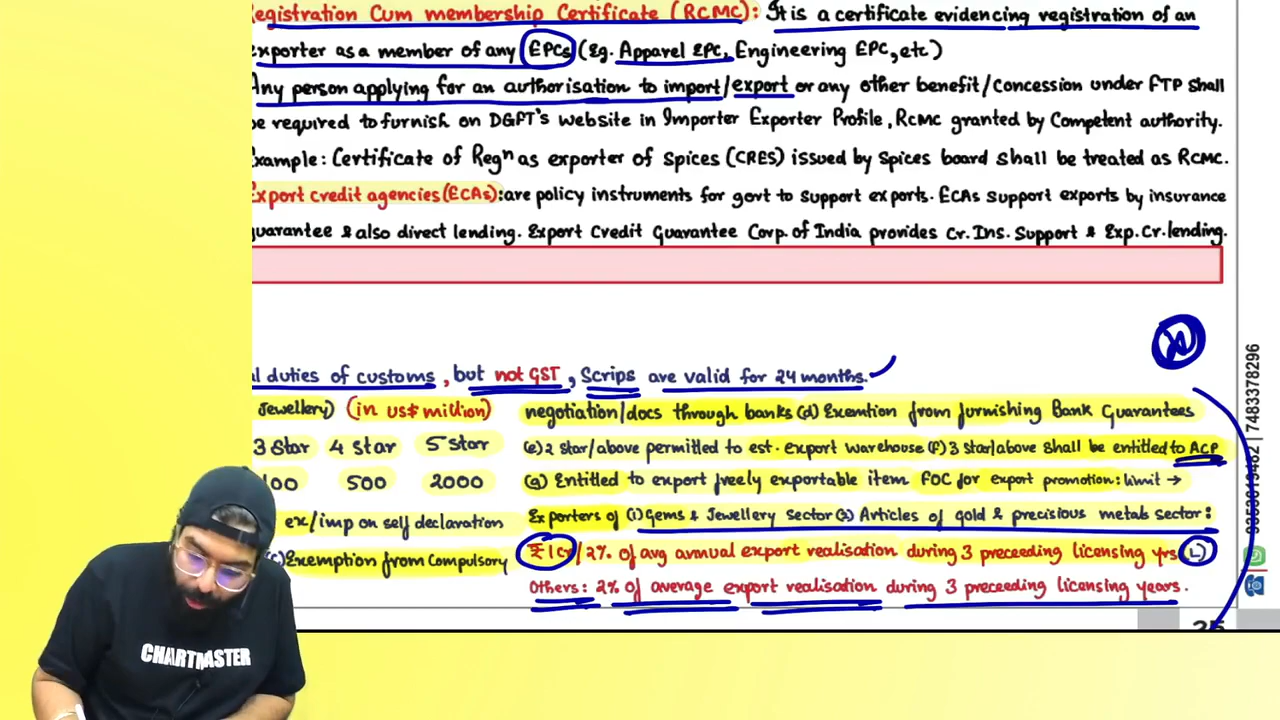 Registration Cum membership Certificate (RCMC): It is a certificate evidencing registration of an
exporter as a member of any EPCs (Eg. Apparel EPC, Engineering EPC, etc)
Any person applying for an authorisation to import/export or any other benefit/Concession under FTP shall
be required to furnish on DGFT's website in Importer Exporter Profile, RCMC granted by Competent authority.
Example: Certificate of Regⁿ as exporter of Spices (CRES) issued by Spices board shall be treated as RCMC.
Export credit agencies (ECAs): are policy instruments for govt to support exports. ECAs support exports by insurance
guarantee & also direct lending. Export Credit Guarantee Corp. of India provides Cr. Ins. Support & Exp. Cr. lending.
l duties of customs, but not GST, Scrips are valid for 24 months.
Jewellery) (in US$ million)
3 Star 4 Star 5 Star
100 500 2000
ex/imp on self declaration
(c) Exemption from Compulsory
negotiation/docs through banks (d) Exemtion from furnishing Bank Guarantees
(e) 2 Star/above permitted to est. export warehouse (f) 3 Star/above shall be entitled to ACP
(g) Entitled to export freely exportable item FOC for export promotion: limit →
Exporters of (1) Gems & Jewellery sector (2) Articles of gold & precious metals sector:
₹1Cr/2% of avg annual export realisation during 3 preceeding licensing yrs (L)
Others: 2% of average export realisation during 3 preceeding licensing years.
25
7483378296
CHARTMASTER